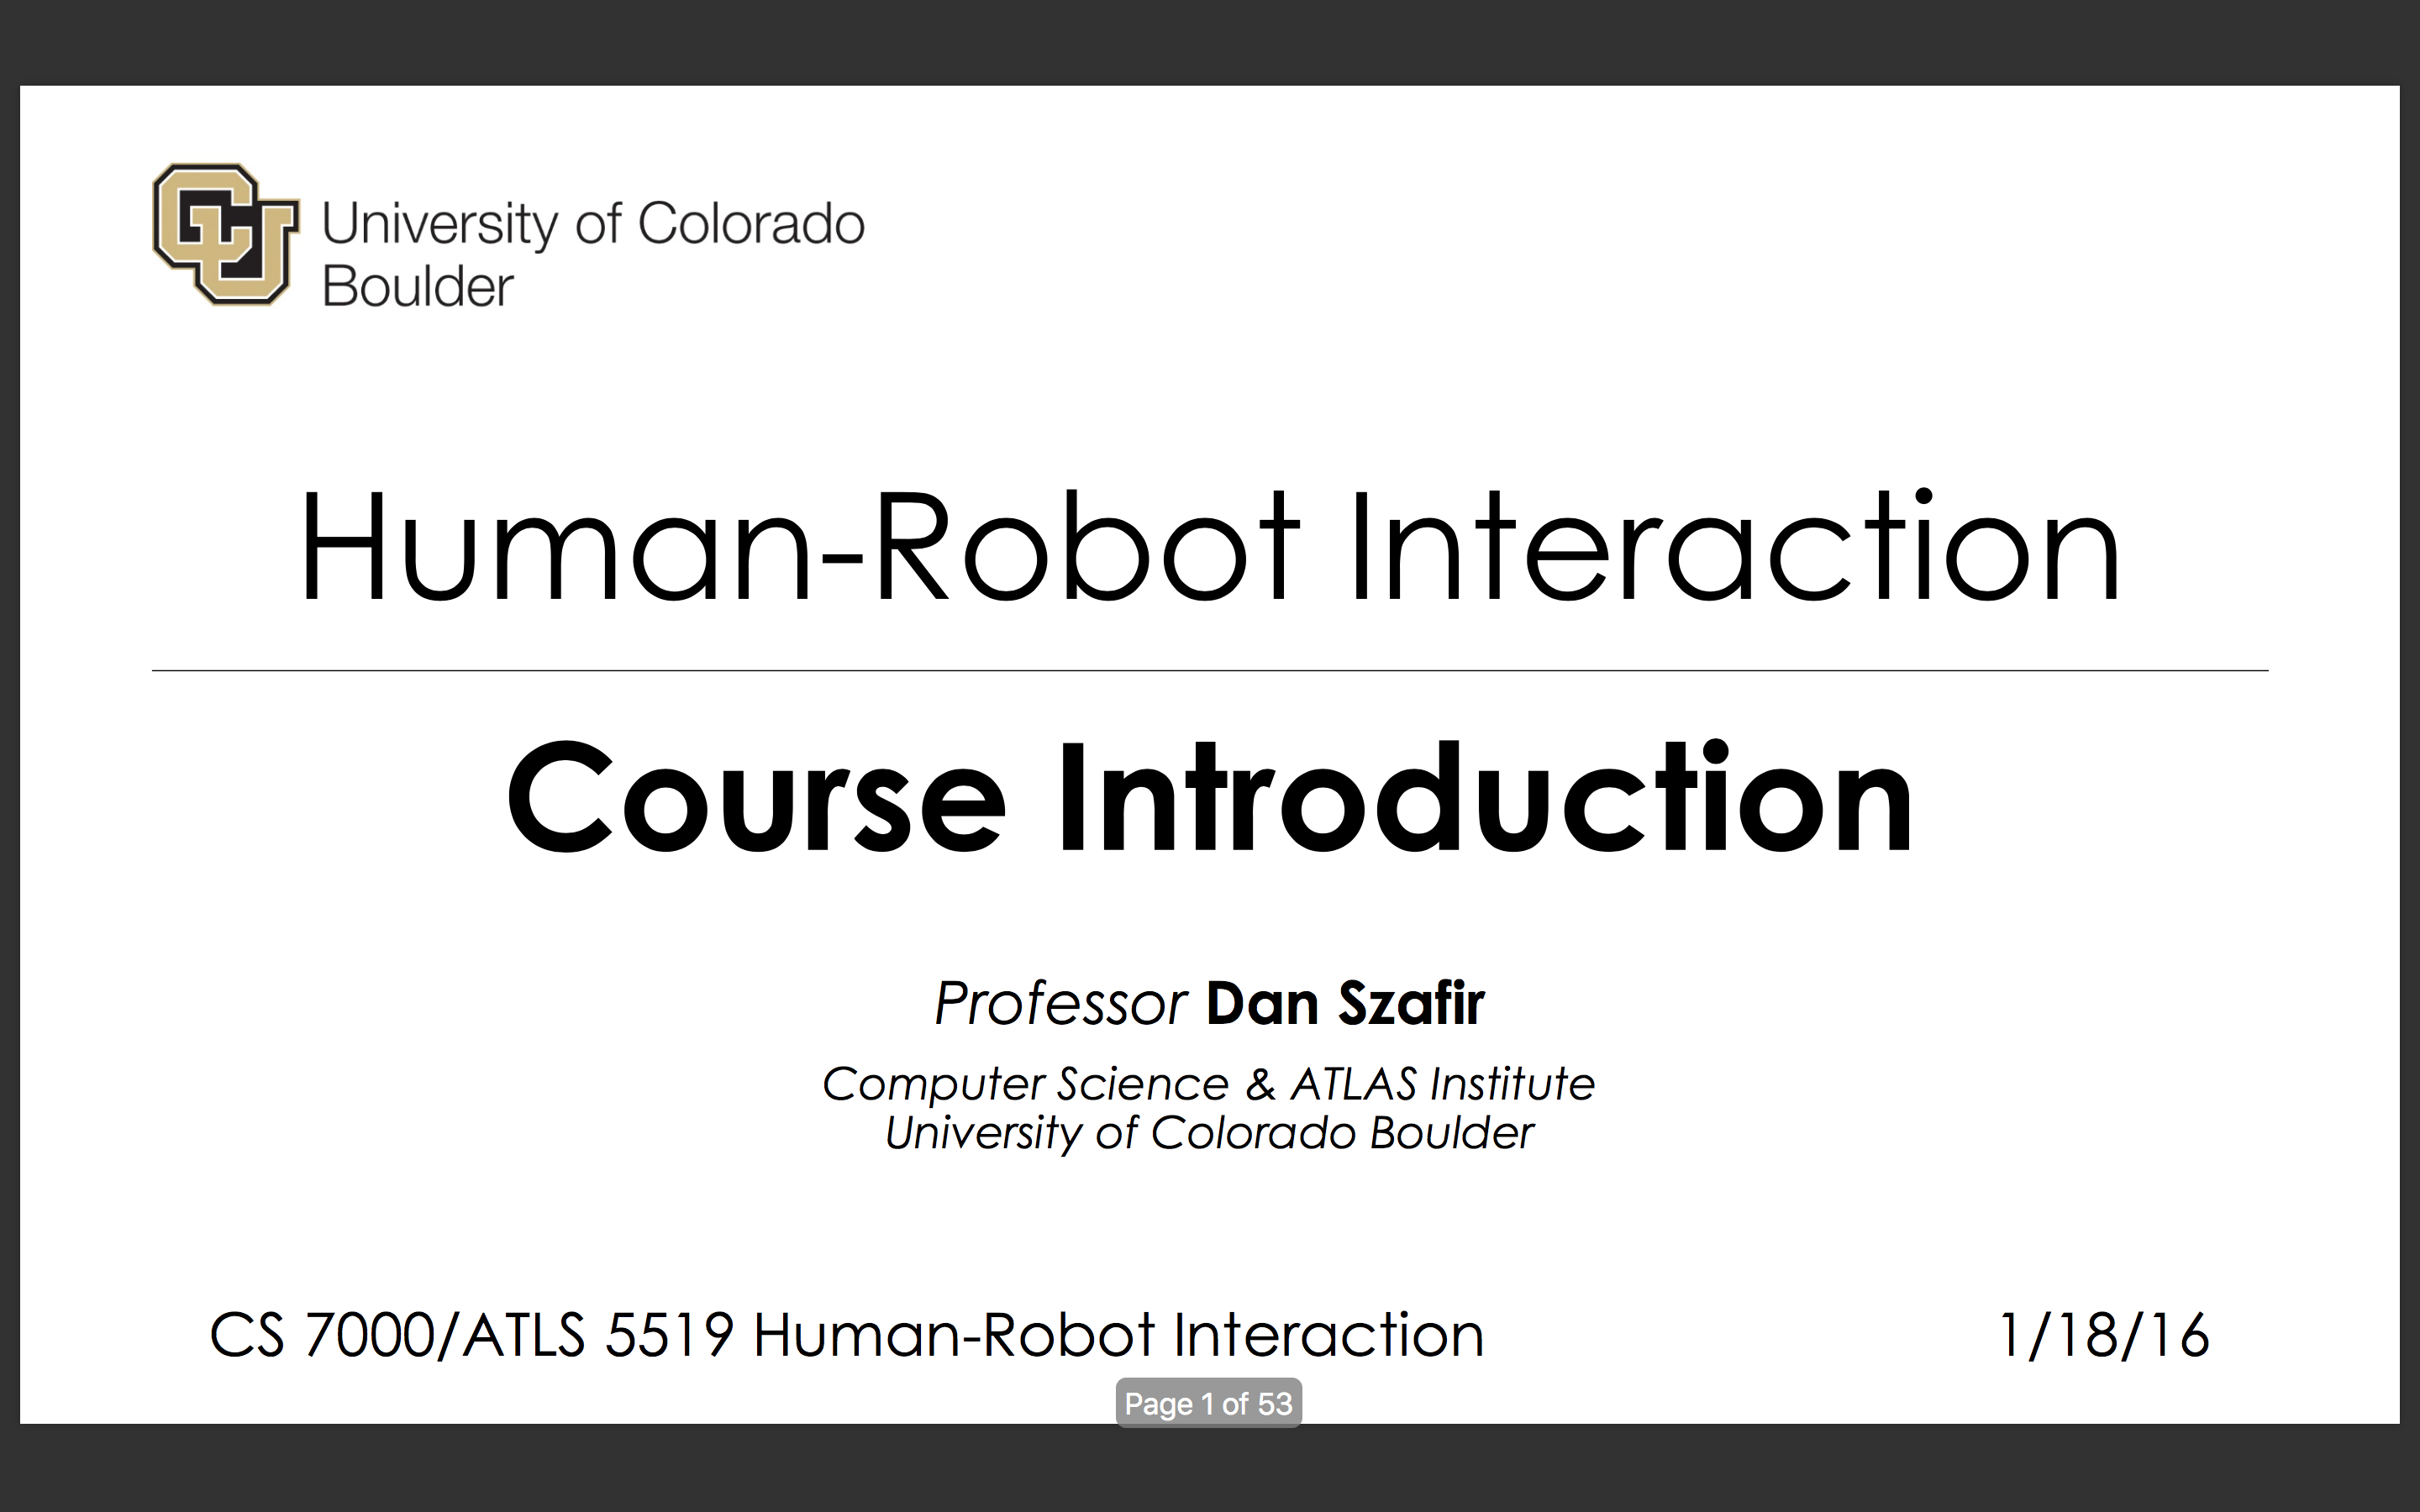 CU University of Colorado
Boulder
Human-Robot Interaction
Course Introduction
Professor Dan Szafir
Computer Science & ATLAS Institute
University of Colorado Boulder
CS 7000/ATLS 5519 Human-Robot Interaction 1/18/16
Page 1 of 53